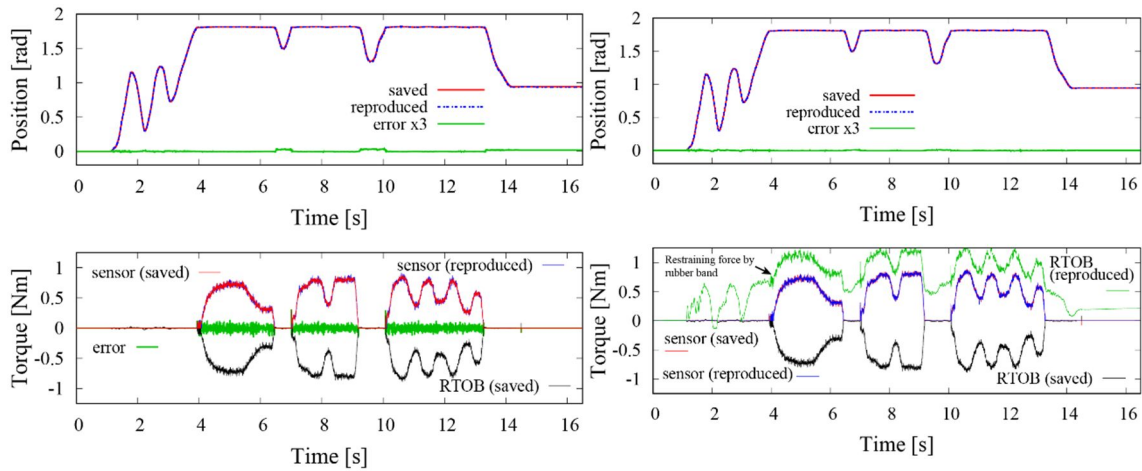 2
1.5
1
0.5
0
Position [rad]
saved
reproduced
error x3
0 2 4 6 8 10 12 14 16
Time [s]
2
1.5
1
0.5
0
Position [rad]
saved
reproduced
error x3
0 2 4 6 8 10 12 14 16
Time [s]
1
0.5
0
-0.5
-1
Torque [Nm]
sensor (saved)
sensor (reproduced)
error
RTOB (saved)
0 2 4 6 8 10 12 14 16
Time [s]
1
0.5
0
-0.5
-1
Torque [Nm]
Restraining force by
rubber band
RTOB
(reproduced)
sensor (saved)
sensor (reproduced)
RTOB (saved)
0 2 4 6 8 10 12 14 16
Time [s]